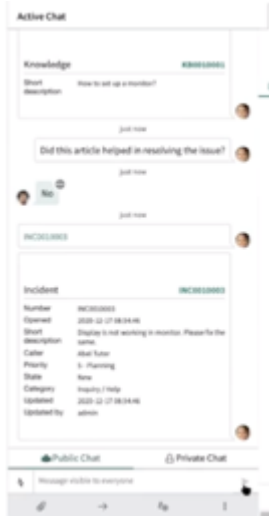 Active Chat
Knowledge KB0010001
Short How to set up a monitor?
description
just now
Did this article helped in resolving the issue?
just now
No
just now
INC0010003
Incident INC0010003
Number INC0010003
Opened 2020-12-17 08:54:46
Short Display is not working in monitor. Please fix the
description same.
Caller Abel Tuter
Priority 5 - Planning
State New
Category Inquiry / Help
Updated 2020-12-17 08:54:46
Updated by admin
Public Chat Private Chat
Message visible to everyone